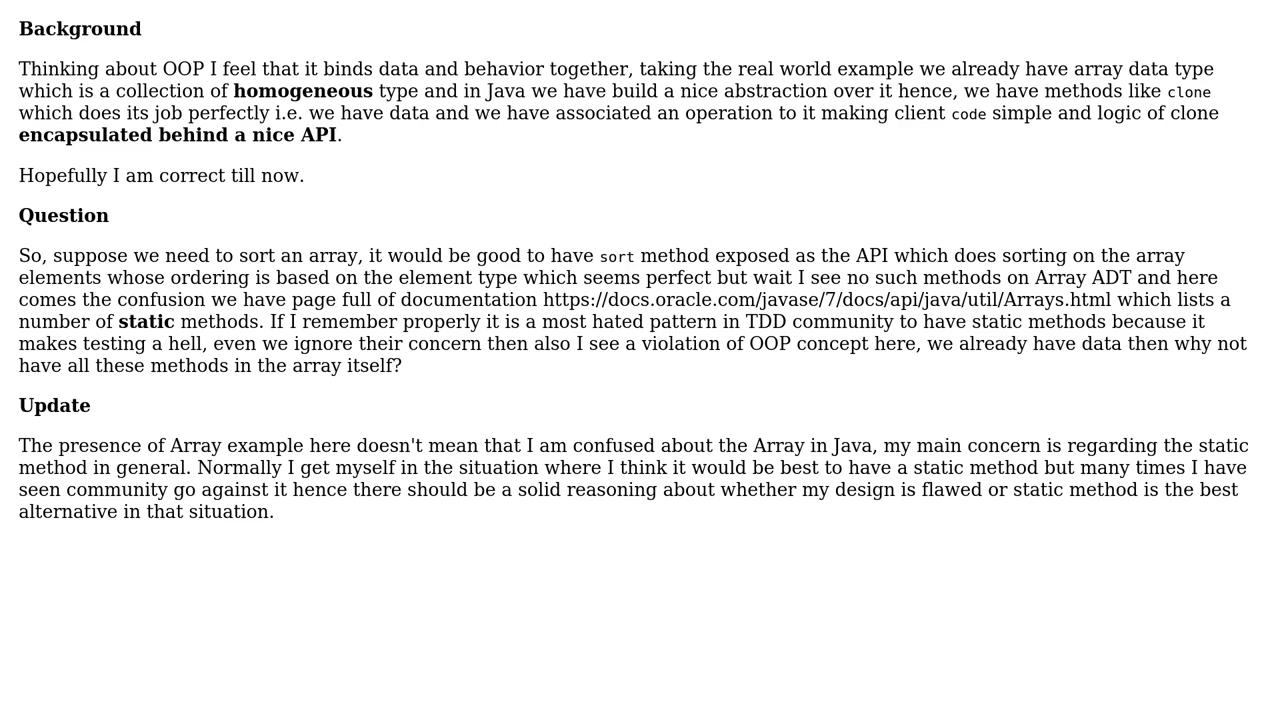 Background
Thinking about OOP I feel that it binds data and behavior together, taking the real world example we already have array data type
which is a collection of homogeneous type and in Java we have build a nice abstraction over it hence, we have methods like clone
which does its job perfectly i.e. we have data and we have associated an operation to it making client code simple and logic of clone
encapsulated behind a nice API.
Hopefully I am correct till now.
Question
So, suppose we need to sort an array, it would be good to have sort method exposed as the API which does sorting on the array
elements whose ordering is based on the element type which seems perfect but wait I see no such methods on Array ADT and here
comes the confusion we have page full of documentation https://docs.oracle.com/javase/7/docs/api/java/util/Arrays.html which lists a
number of static methods. If I remember properly it is a most hated pattern in TDD community to have static methods because it
makes testing a hell, even we ignore their concern then also I see a violation of OOP concept here, we already have data then why not
have all these methods in the array itself?
Update
The presence of Array example here doesn't mean that I am confused about the Array in Java, my main concern is regarding the static
method in general. Normally I get myself in the situation where I think it would be best to have a static method but many times I have
seen community go against it hence there should be a solid reasoning about whether my design is flawed or static method is the best
alternative in that situation.